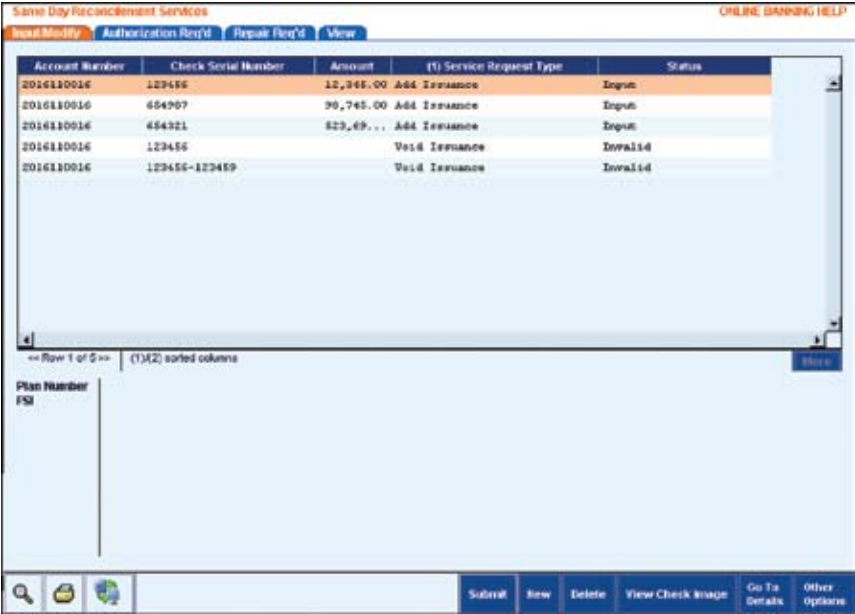 Same Day Reconcilement Services
ONLINE BANKING HELP
Input/Modify Authorization Req'd Repair Req'd View
Account Number Check Serial Number Amount (1) Service Request Type Status
2016110016 123456 12,345.00 Add Issuance Input
2016110016 654987 98,745.00 Add Issuance Input
2016110016 654321 523,69... Add Issuance Input
2016110016 123456 Void Issuance Invalid
2016110016 123456-123459 Void Issuance Invalid
<< Row 1 of 5 >> (1)/(2) sorted columns More
Plan Number
FSI
Submit New Delete View Check Image Go To Details Other Options